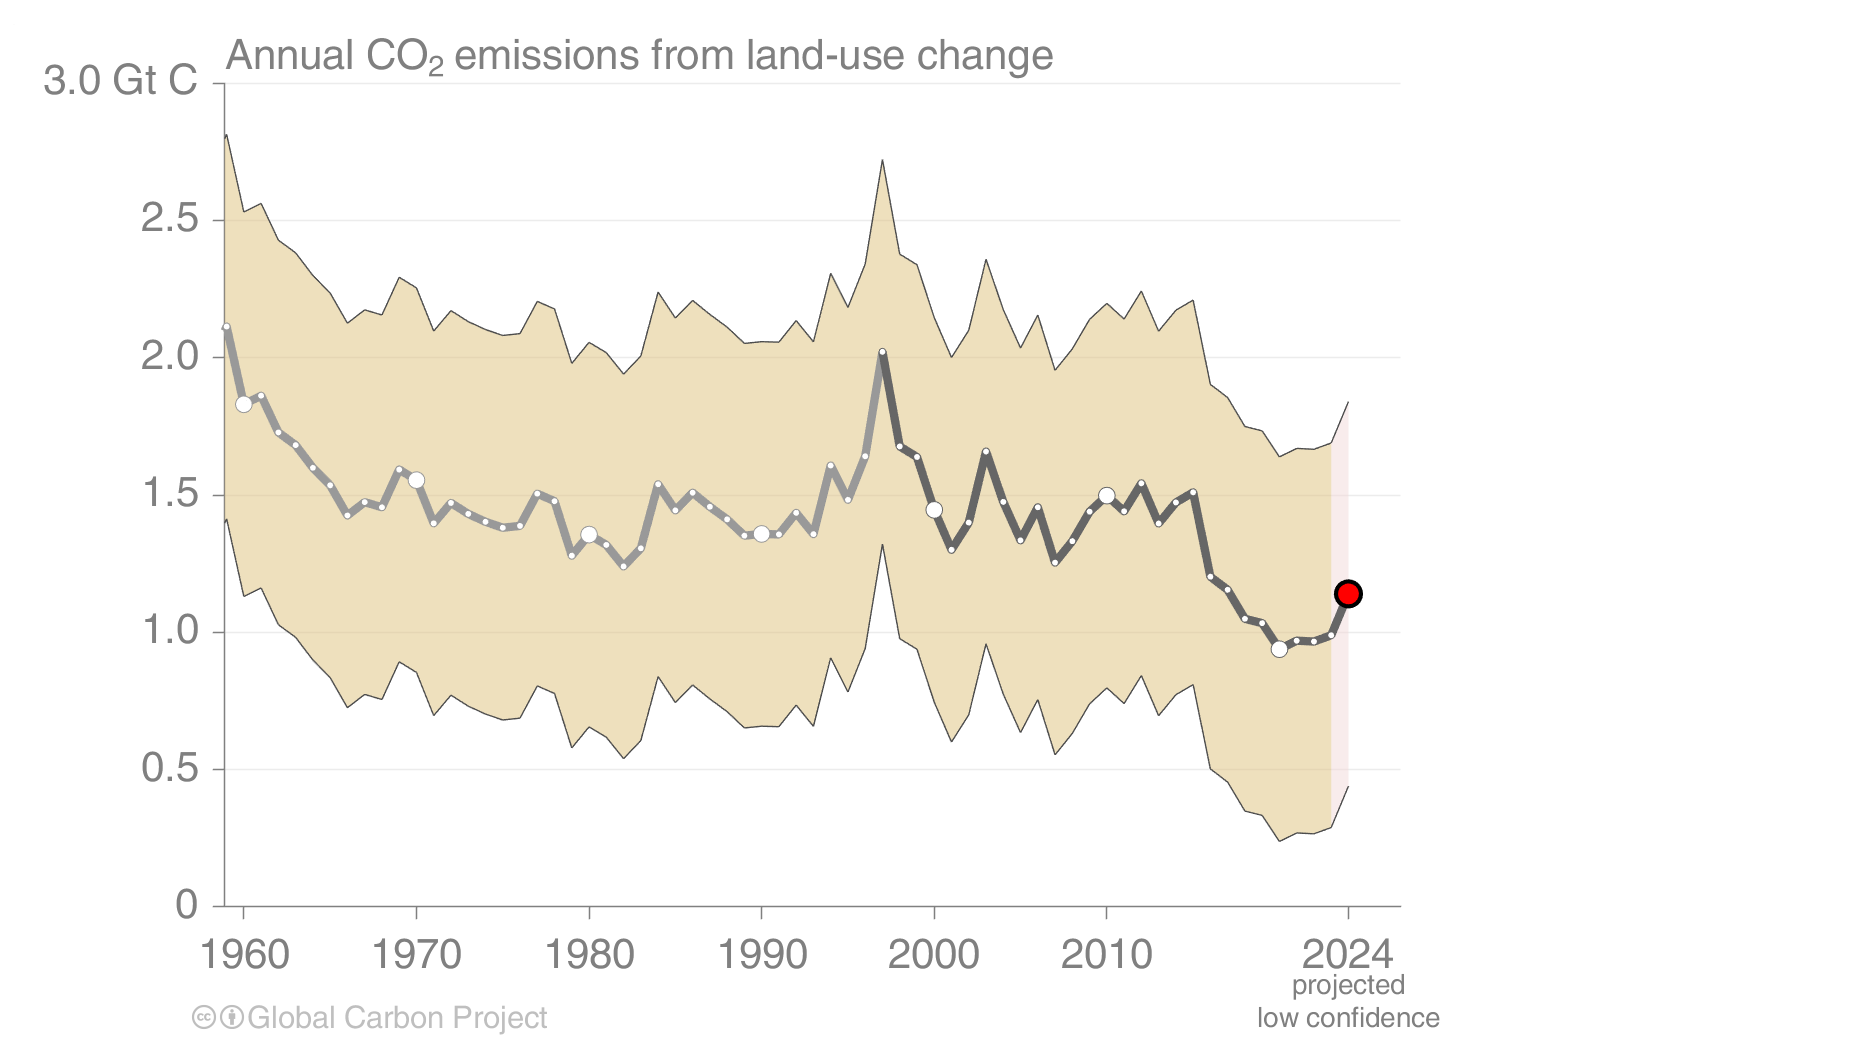 Annual CO₂ emissions from land-use change
3.0 Gt C
2.5
2.0
1.5
1.0
0.5
0
1960 1970 1980 1990 2000 2010 2024
projected
low confidence
cc Global Carbon Project